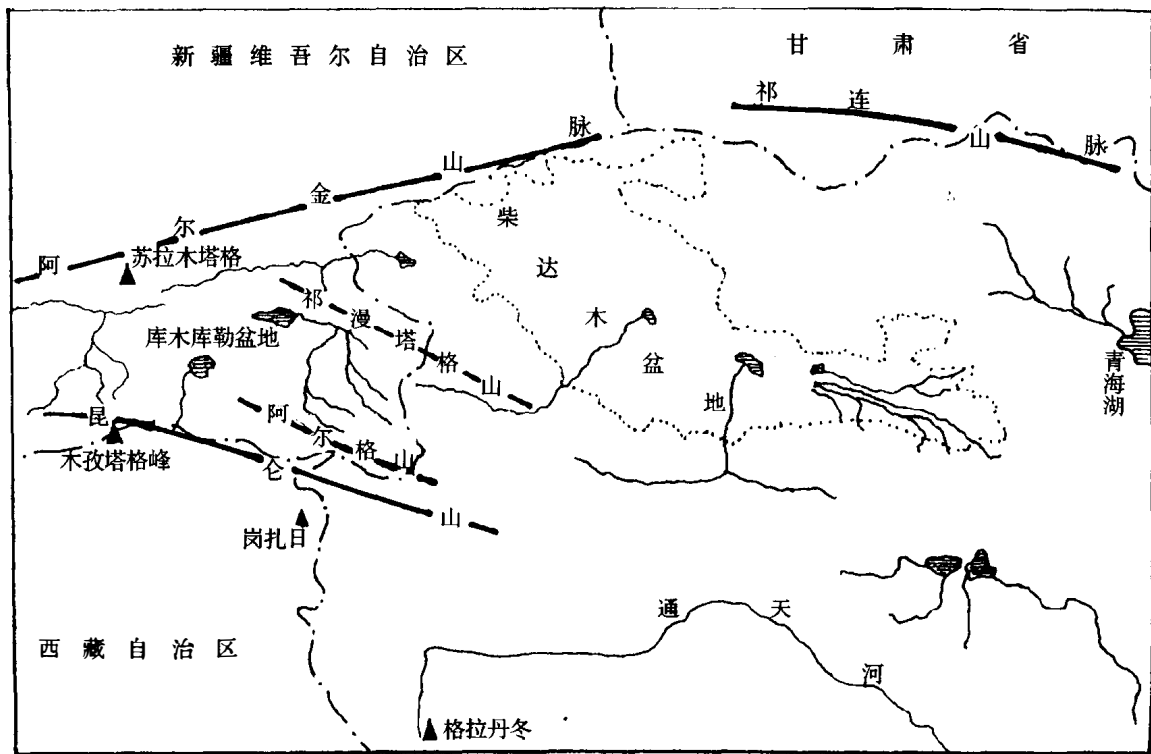 新疆维吾尔自治区
甘肃省
祁连山脉
阿尔金山脉
苏拉木塔格
柴达木盆地
祁漫塔格山
库木库勒盆地
青海湖
昆仑山
阿尔格山
木孜塔格峰
岗扎日
西藏自治区
通天河
格拉丹冬